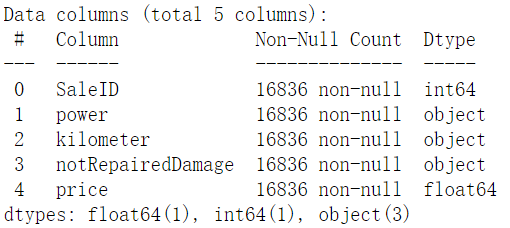 Data columns (total 5 columns):
 #   Column             Non-Null Count  Dtype
---  ------             --------------  -----
 0   SaleID             16836 non-null  int64
 1   power              16836 non-null  object
 2   kilometer          16836 non-null  object
 3   notRepairedDamage  16836 non-null  object
 4   price              16836 non-null  float64
dtypes: float64(1), int64(1), object(3)